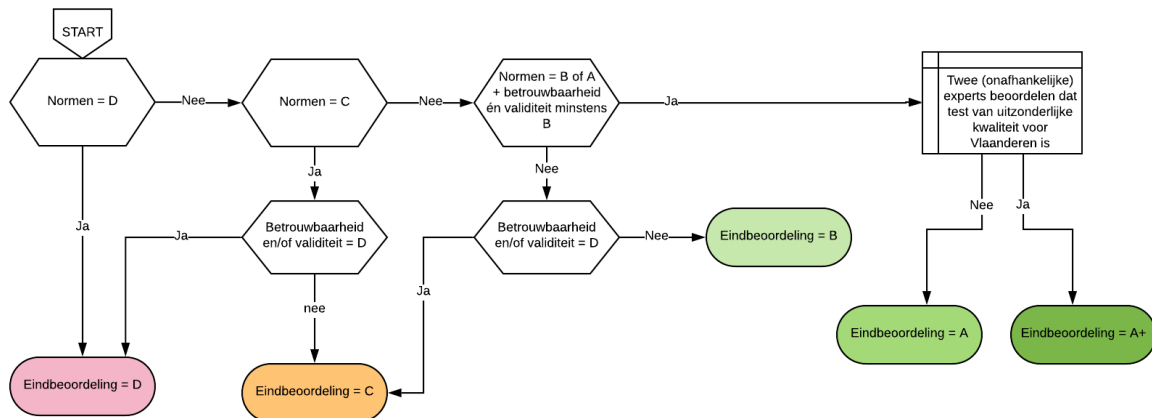 START
Normen = D
Nee
Normen = C
Nee
Normen = B of A
+ betrouwbaarheid
én validiteit minstens
B
Ja
Twee (onafhankelijke)
experts beoordelen dat
test van uitzonderlijke
kwaliteit voor
Vlaanderen is
Ja
Ja
Nee
Nee
Ja
Ja
Betrouwbaarheid
en/of validiteit = D
Betrouwbaarheid
en/of validiteit = D
Nee
Eindbeoordeling = B
nee
Ja
Eindbeoordeling = A
Eindbeoordeling = A+
Eindbeoordeling = D
Eindbeoordeling = C